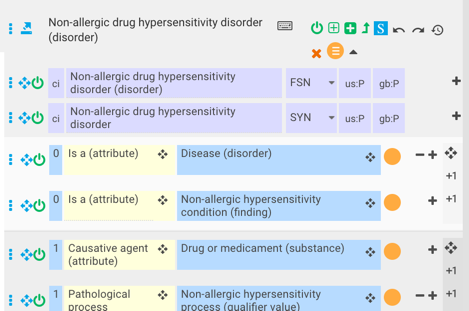 Non-allergic drug hypersensitivity disorder
(disorder)
S
ci Non-allergic drug hypersensitivity FSN us:P gb:P
disorder (disorder)
ci Non-allergic drug hypersensitivity SYN us:P gb:P
disorder
0 Is a (attribute) Disease (disorder)
+1
0 Is a (attribute) Non-allergic hypersensitivity
condition (finding)
+1
1 Causative agent Drug or medicament (substance)
(attribute)
+1
1 Pathological Non-allergic hypersensitivity +1
process process (qualifier value)